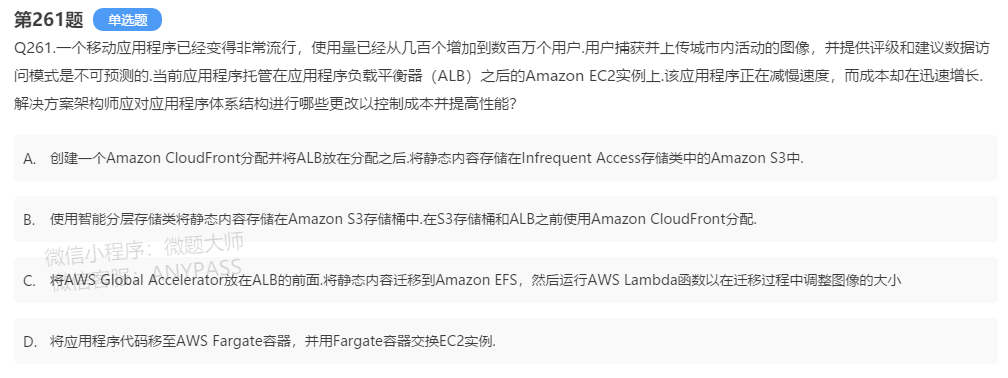 第261题 单选题
Q261.一个移动应用程序已经变得非常流行，使用量已经从几百个增加到数百万个用户.用户捕获并上传城市内活动的图像，并提供评级和建议数据访
问模式是不可预测的.当前应用程序托管在应用程序负载平衡器（ALB）之后的Amazon EC2实例上.该应用程序正在减慢速度，而成本却在迅速增长.
解决方案架构师应对应用程序体系结构进行哪些更改以控制成本并提高性能？
A. 创建一个Amazon CloudFront分配并将ALB放在分配之后.将静态内容存储在Infrequent Access存储类中的Amazon S3中.
B. 使用智能分层存储类将静态内容存储在Amazon S3存储桶中.在S3存储桶和ALB之前使用Amazon CloudFront分配.
微信小程序：微题大师
微信客服：ANYPASS
C. 将AWS Global Accelerator放在ALB的前面.将静态内容迁移到Amazon EFS，然后运行AWS Lambda函数以在迁移过程中调整图像的大小
D. 将应用程序代码移至AWS Fargate容器，并用Fargate容器交换EC2实例.